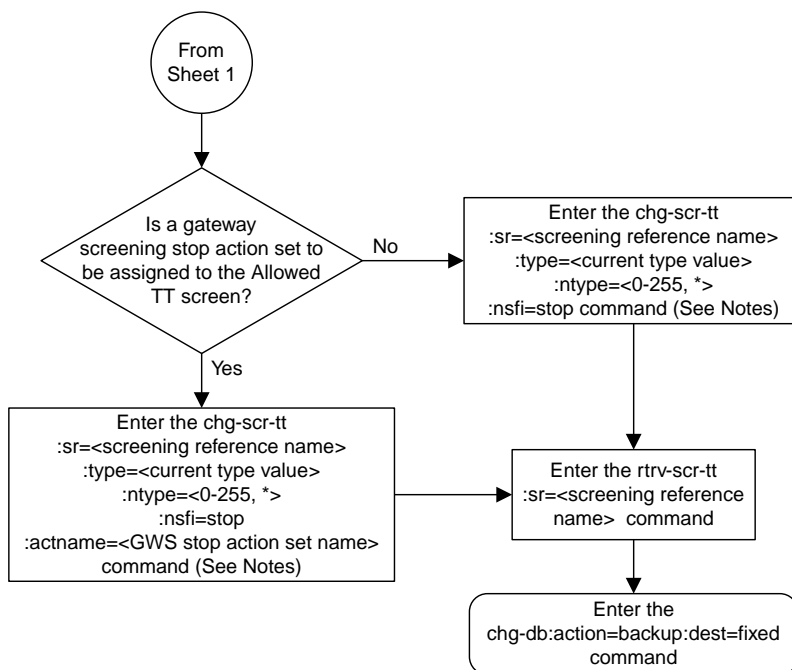 From
Sheet 1
Is a gateway
screening stop action set to
be assigned to the Allowed
TT screen?
No
Yes
Enter the chg-scr-tt
:sr=<screening reference name>
:type=<current type value>
:ntype=<0-255, *>
:nsfi=stop command (See Notes)
Enter the chg-scr-tt
:sr=<screening reference name>
:type=<current type value>
:ntype=<0-255, *>
:nsfi=stop
:actname=<GWS stop action set name>
command (See Notes)
Enter the rtrv-scr-tt
:sr=<screening reference
name> command
Enter the
chg-db:action=backup:dest=fixed
command